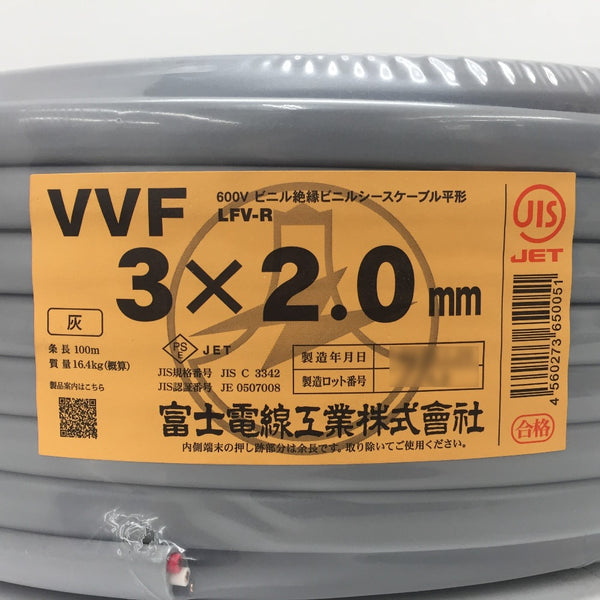 VVF
600V ビニル絶縁ビニルシースケーブル平形
LFV-R
3×2.0mm
灰
条長 100m
質量 16.4kg(概算)
製品案内はこちら
PS
E
JET
JIS規格番号 JIS C 3342
JIS認証番号 JE 0507008
製造年月日
製造ロット番号
富士電線工業株式會社
内側端末の押し跡部分は余長です。取り除いてご使用ください。
JIS
JET
4 560273 650051
合格